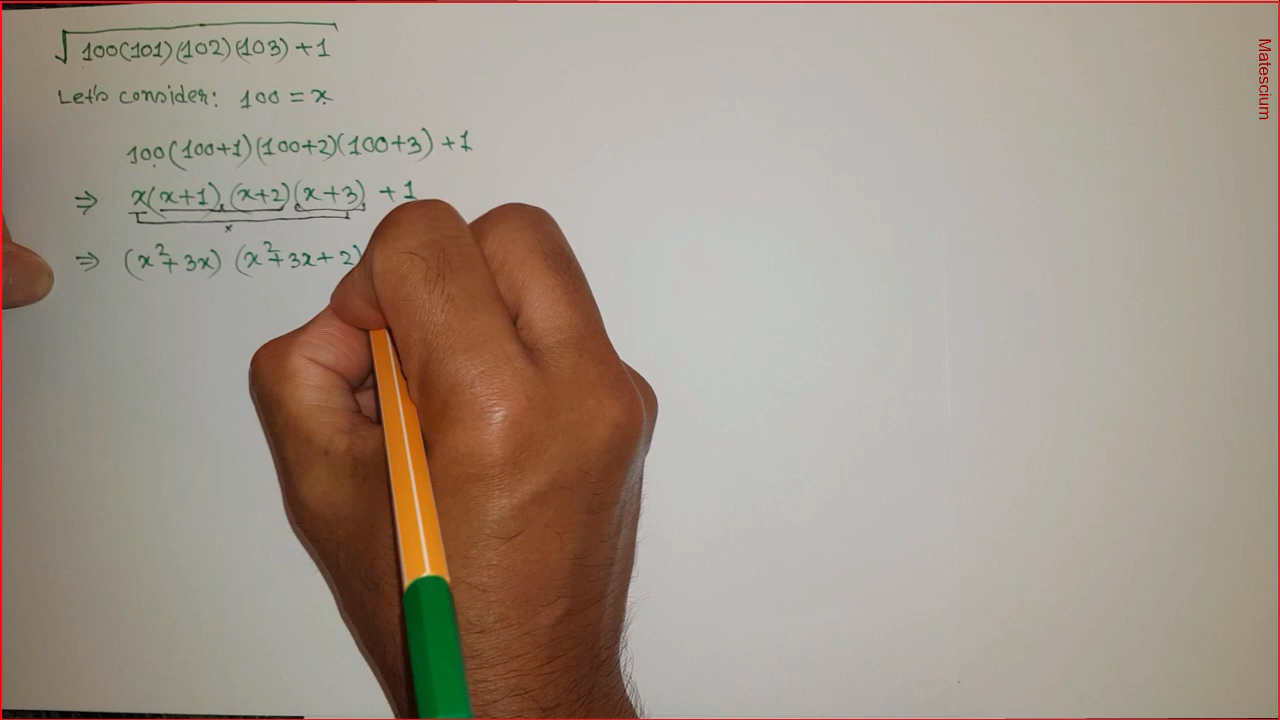 √100(101)(102)(103)+1
Let's consider: 100 = x
100(100+1)(100+2)(100+3)+1
⇒ x(x+1).(x+2)(x+3) +1
x
⇒ (x²+3x) (x²+3x+2)
Matescium